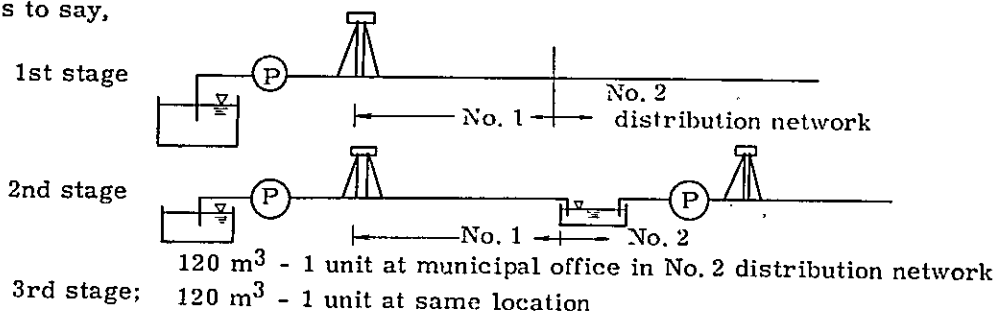 s to say,
1st stage
P
No. 2
No. 1
distribution network
2nd stage
P
P
No. 1
No. 2
120 m³ - 1 unit at municipal office in No. 2 distribution network
3rd stage; 120 m³ - 1 unit at same location